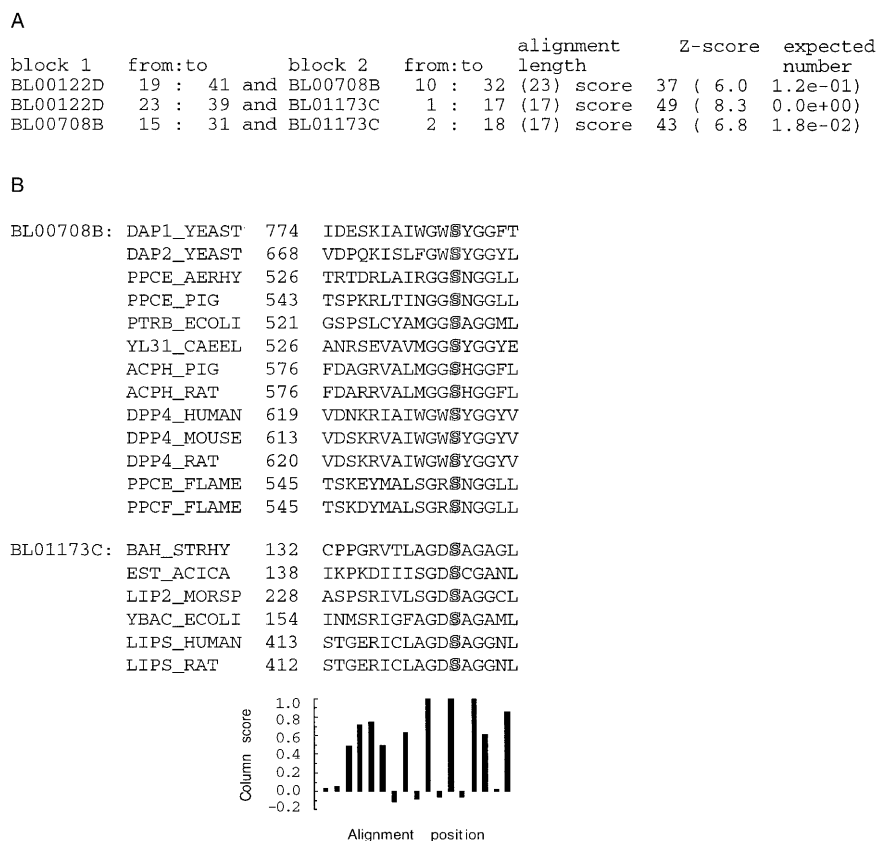 A
alignment Z-score expected
block 1 from:to block 2 from:to length number
BL00122D 19 : 41 and BL00708B 10 : 32 (23) score 37 ( 6.0 1.2e-01)
BL00122D 23 : 39 and BL01173C 1 : 17 (17) score 49 ( 8.3 0.0e+00)
BL00708B 15 : 31 and BL01173C 2 : 18 (17) score 43 ( 6.8 1.8e-02)
B
BL00708B: DAP1_YEAST 774 IDESKIAIWGWSYGGFT
DAP2_YEAST 668 VDPQKISLFGWSYGGYL
PPCE_AERHY 526 TRTDRLAIRGGSNGGLL
PPCE_PIG 543 TSPKRLTINGGSNGGLL
PTRB_ECOLI 521 GSPSLCYAMGGSAGGML
YL31_CAEEL 526 ANRSEVAVMGGSYGGYE
ACPH_PIG 576 FDAGRVALMGGSHGGFL
ACPH_RAT 576 FDARRVALMGGSHGGFL
DPP4_HUMAN 619 VDNKRIAIWGWSYGGYV
DPP4_MOUSE 613 VDSKRVAIWGWSYGGYV
DPP4_RAT 620 VDSKRVAIWGWSYGGYV
PPCE_FLAME 545 TSKEYMALSGRSNGGLL
PPCF_FLAME 545 TSKDYMALSGRSNGGLL
BL01173C: BAH_STRHY 132 CPPGRVTLAGDSAGAGL
EST_ACICA 138 IKPKDIIISGDSCGANL
LIP2_MORSP 228 ASPSRIVLSGDSAGGCL
YBAC_ECOLI 154 INMSRIGFAGDSAGAML
LIPS_HUMAN 413 STGERICLAGDSAGGNL
LIPS_RAT 412 STGERICLAGDSAGGNL
Column score
1.0
0.8
0.6
0.4
0.2
0.0
-0.2
Alignment position